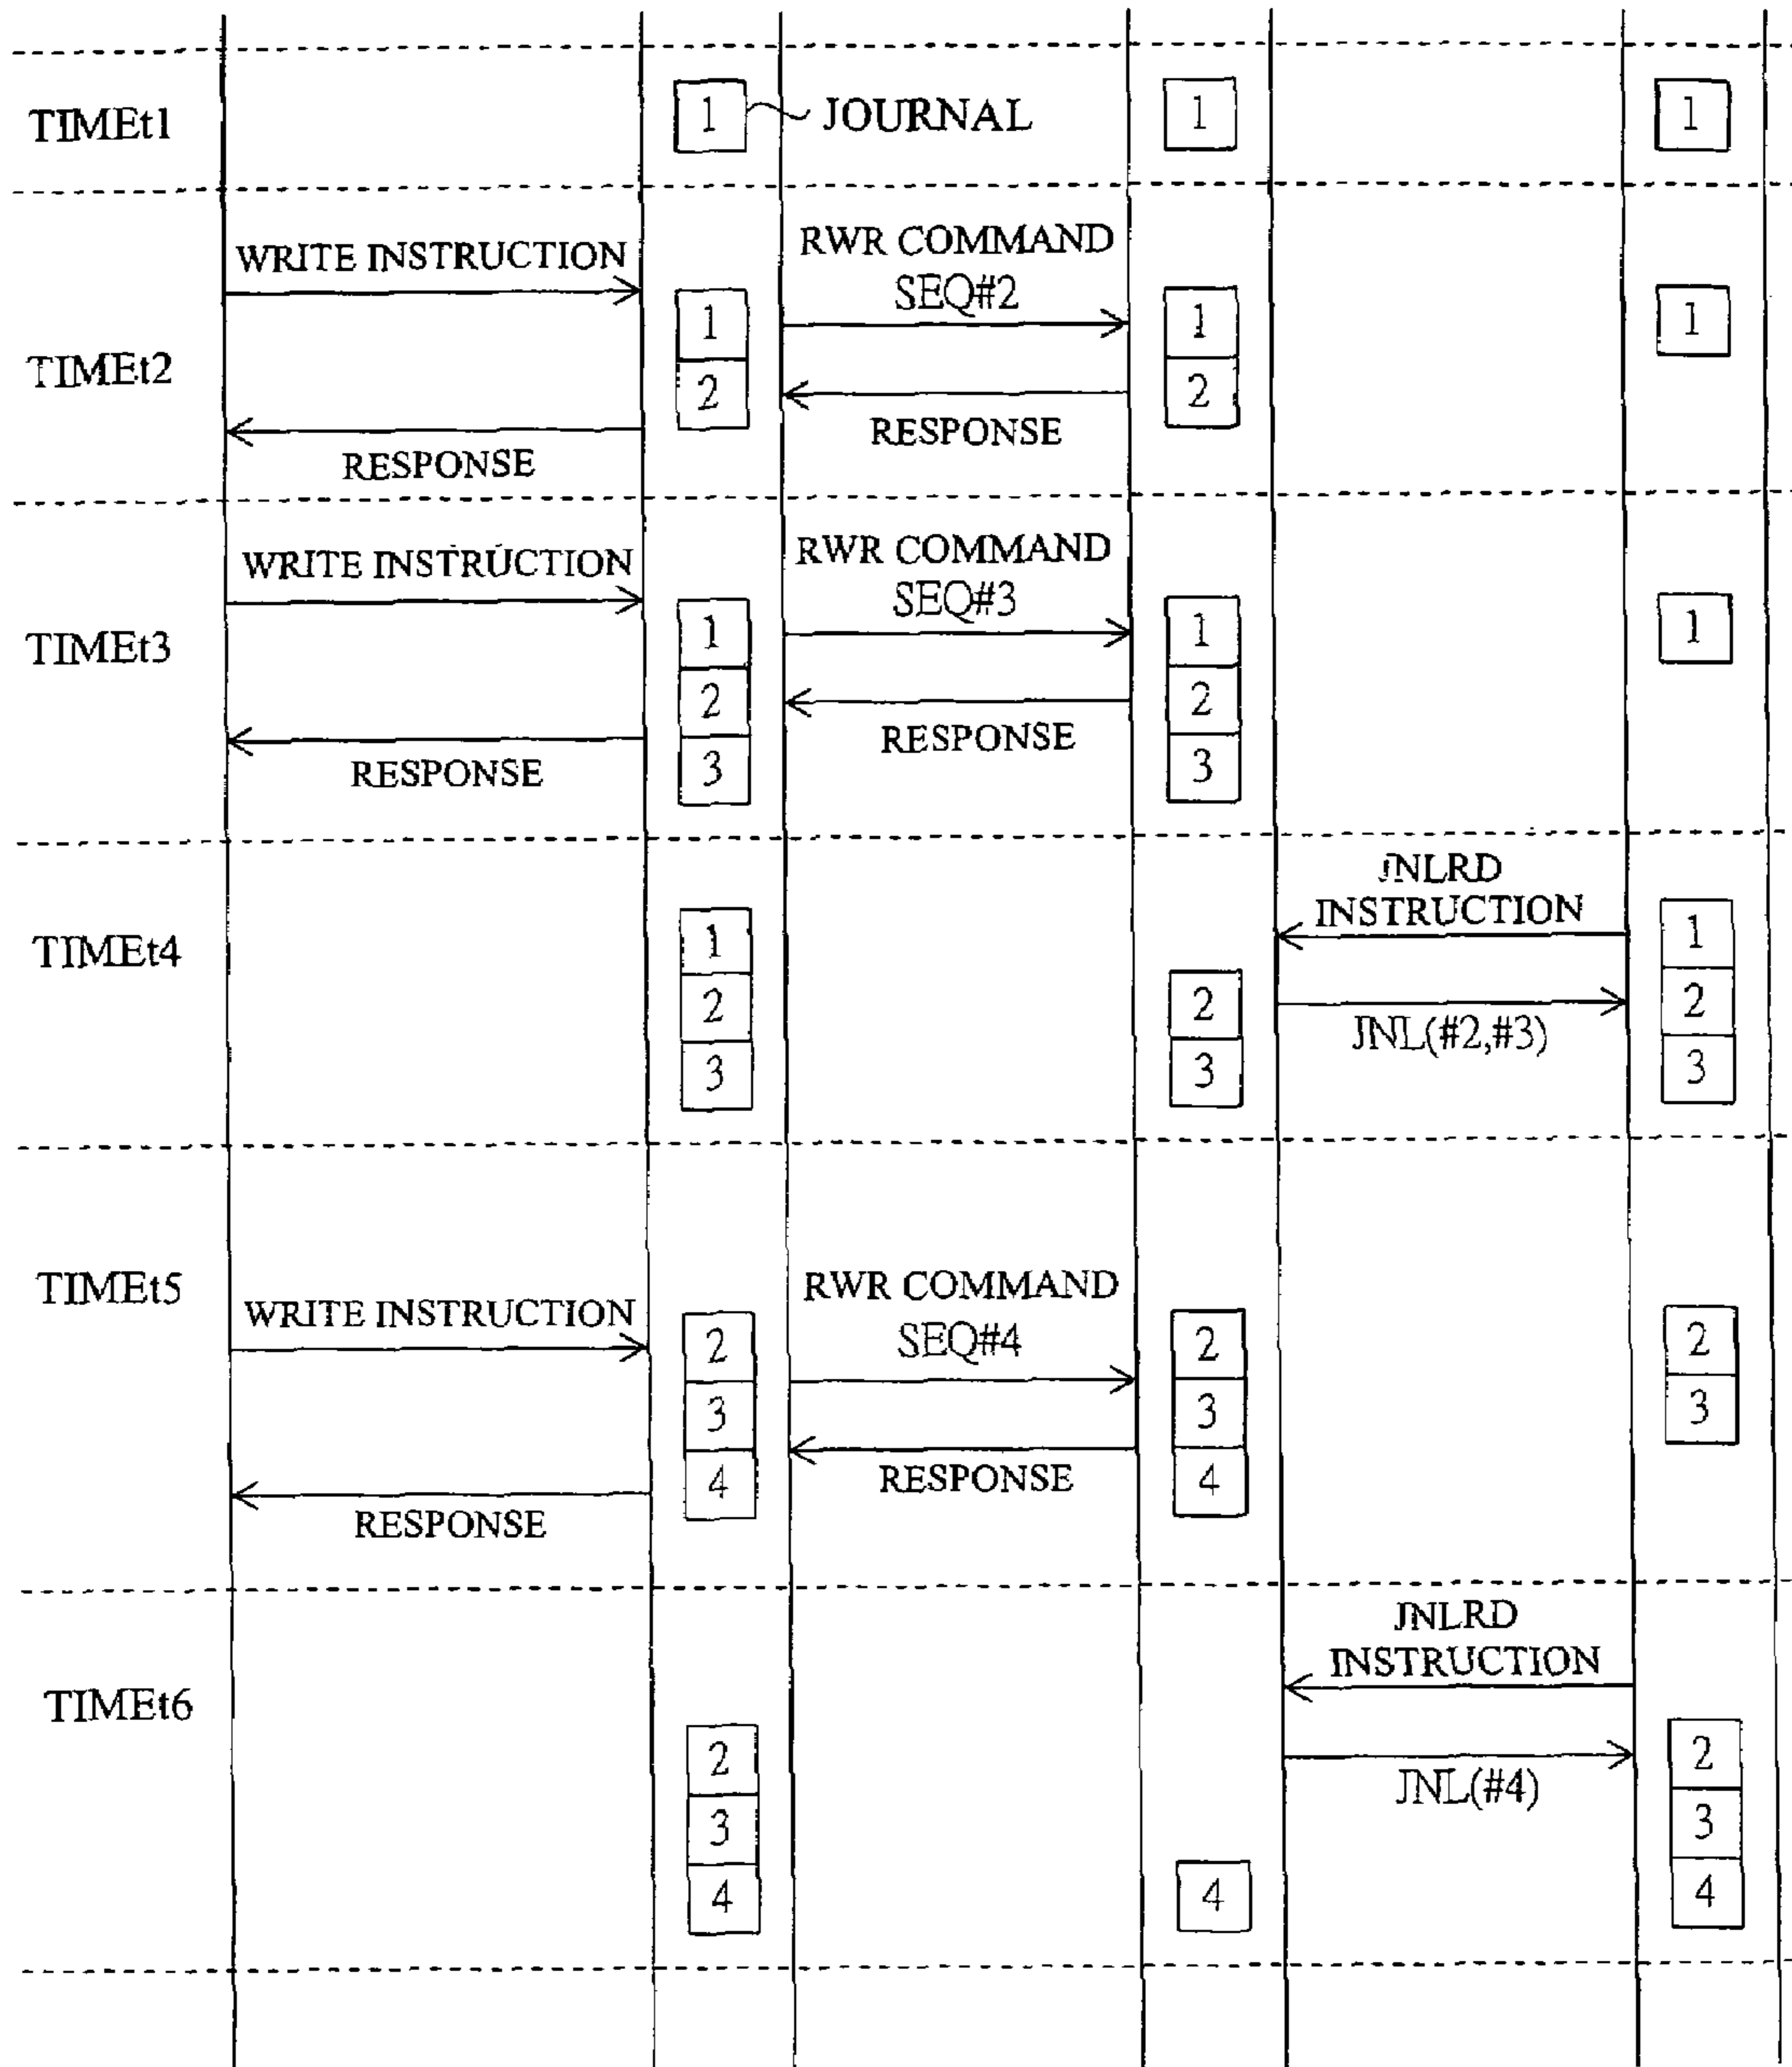 TIMEt1
1
JOURNAL
1
1
TIMEt2
WRITE INSTRUCTION
RESPONSE
1
2
RWR COMMAND
SEQ#2
RESPONSE
1
2
1
TIMEt3
WRITE INSTRUCTION
RESPONSE
1
2
3
RWR COMMAND
SEQ#3
RESPONSE
1
2
3
1
TIMEt4
1
2
3
2
3
JNLRD
INSTRUCTION
JNL(#2,#3)
1
2
3
TIMEt5
WRITE INSTRUCTION
RESPONSE
2
3
4
RWR COMMAND
SEQ#4
RESPONSE
2
3
4
2
3
TIMEt6
2
3
4
4
JNLRD
INSTRUCTION
JNL(#4)
2
3
4